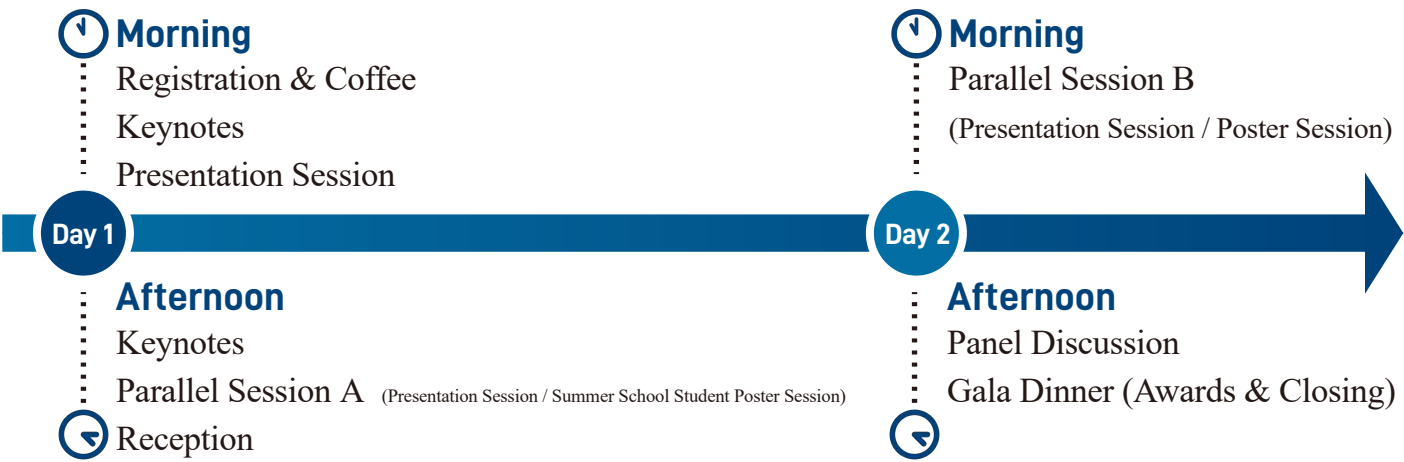 Morning
Registration & Coffee
Keynotes
Presentation Session
Day 1
Afternoon
Keynotes
Parallel Session A (Presentation Session / Summer School Student Poster Session)
Reception
Morning
Parallel Session B
(Presentation Session / Poster Session)
Day 2
Afternoon
Panel Discussion
Gala Dinner (Awards & Closing)